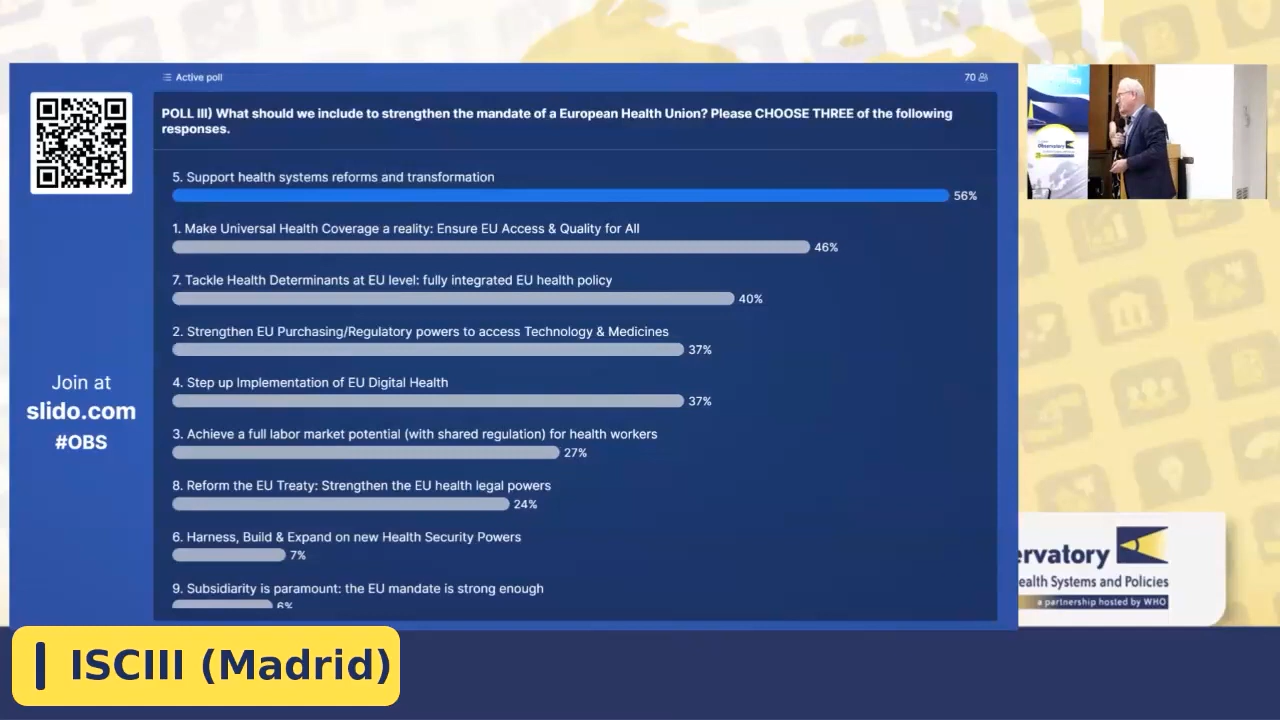 Active poll
70
POLL III) What should we include to strengthen the mandate of a European Health Union? Please CHOOSE THREE of the following
responses.
5. Support health systems reforms and transformation
56%
1. Make Universal Health Coverage a reality: Ensure EU Access & Quality for All
46%
7. Tackle Health Determinants at EU level: fully integrated EU health policy
40%
2. Strengthen EU Purchasing/Regulatory powers to access Technology & Medicines
37%
4. Step up Implementation of EU Digital Health
37%
3. Achieve a full labor market potential (with shared regulation) for health workers
27%
8. Reform the EU Treaty: Strengthen the EU health legal powers
24%
6. Harness, Build & Expand on new Health Security Powers
7%
9. Subsidiarity is paramount: the EU mandate is strong enough
6%
Join at
slido.com
#OBS
Observatory
ervatory
ealth Systems and Policies
a partnership hosted by WHO
ISCIII (Madrid)